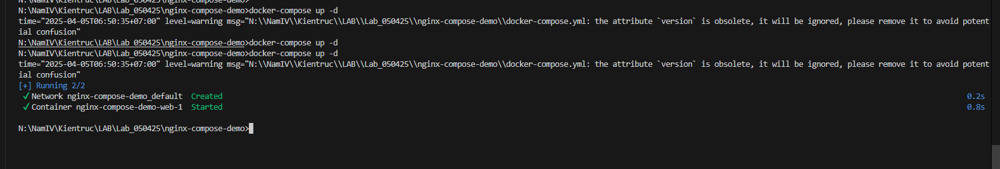 N:\NamIV\Kientruc\LAB\Lab_050425\nginx-compose-demo>
N:\NamIV\Kientruc\LAB\Lab_050425\nginx-compose-demo>docker-compose up -d
time="2025-04-05T06:50:35+07:00" level=warning msg="N:\\NamIV\\Kientruc\\LAB\\Lab_050425\\nginx-compose-demo\\docker-compose.yml: the attribute `version` is obsolete, it will be ignored, please remove it to avoid potent
ial confusion"
N:\NamIV\Kientruc\LAB\Lab_050425\nginx-compose-demo>docker-compose up -d
N:\NamIV\Kientruc\LAB\Lab_050425\nginx-compose-demo>docker-compose up -d
time="2025-04-05T06:50:35+07:00" level=warning msg="N:\\NamIV\\Kientruc\\LAB\\Lab_050425\\nginx-compose-demo\\docker-compose.yml: the attribute `version` is obsolete, it will be ignored, please remove it to avoid potent
ial confusion"
[+] Running 2/2
✔ Network nginx-compose-demo_default Created 0.2s
✔ Container nginx-compose-demo-web-1 Started 0.8s
N:\NamIV\Kientruc\LAB\Lab_050425\nginx-compose-demo>